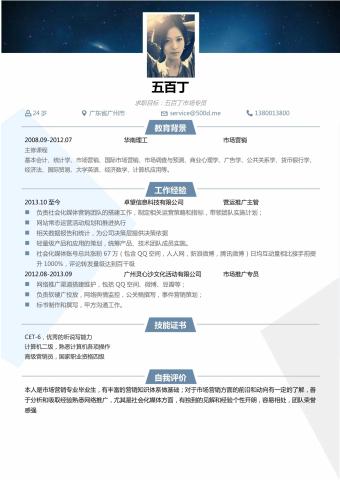 五百丁
求职目标：五百丁市场专员
24岁 广东省广州市 service@500d.me 1380013800
教育背景
2008.09-2012.07 华南理工 市场营销
主修课程
基本会计、统计学、市场营销、国际市场营销、市场调查与预测、商业心理学、广告学、公共关系学、货币银行学、
经济法、国际贸易、大学英语、经济数学、计算机应用等。
工作经验
2013.10 至今 卓望信息科技有限公司 营运推广主管
负责社会化媒体营销团队的搭建工作，制定相关运营策略和指标，带领团队实施计划；
网站常态运营活动规划和推进执行
相关数据报告和统计，为公司决策层提供决策依据
轻量级产品和应用的策划，统筹产品、技术团队成员实施。
社会化媒体账号总共涨粉 67 万（包含 QQ 空间，人人网，新浪微博，腾讯微博）日均互动量相比接手前提
升 1000%，评论转发量级达到百千级
2012.08-2013.09 广州灵心沙文化活动有限公司 市场推广专员
网络推广渠道搭建维护，包括 QQ 空间、微博、豆瓣等；
负责软硬广投放，网络舆情监控，公关稿撰写，事件营销策划；
标书制作和撰写，甲方沟通工作。
技能证书
CET-6，优秀的听说写能力
计算机二级，熟悉计算机各项操作
高级营销员，国家职业资格四级
自我评价
本人是市场营销专业毕业生，有丰富的营销知识体系做基础；对于市场营销方面的前沿和动向有一定的了解，善
于分析和吸取经验熟悉网络推广，尤其是社会化媒体方面，有独到的见解和经验个性开朗，容易相处，团队荣誉
感强